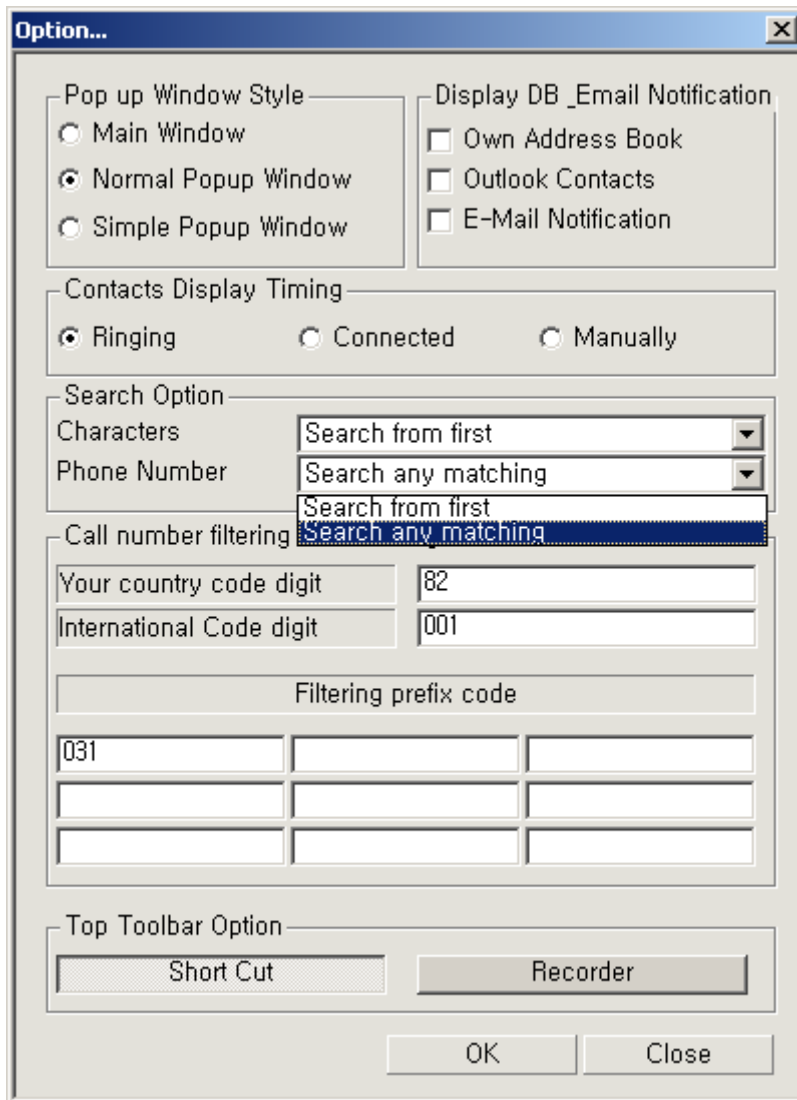 Option...
Pop up Window Style
Main Window
Normal Popup Window
Simple Popup Window
Display DB _Email Notification
Own Address Book
Outlook Contacts
E-Mail Notification
Contacts Display Timing
Ringing Connected Manually
Search Option
Characters Search from first
Phone Number Search any matching
Search from first
Search any matching
Call number filtering
Your country code digit 82
International Code digit 001
Filtering prefix code
031
Top Toolbar Option
Short Cut Recorder
OK Close